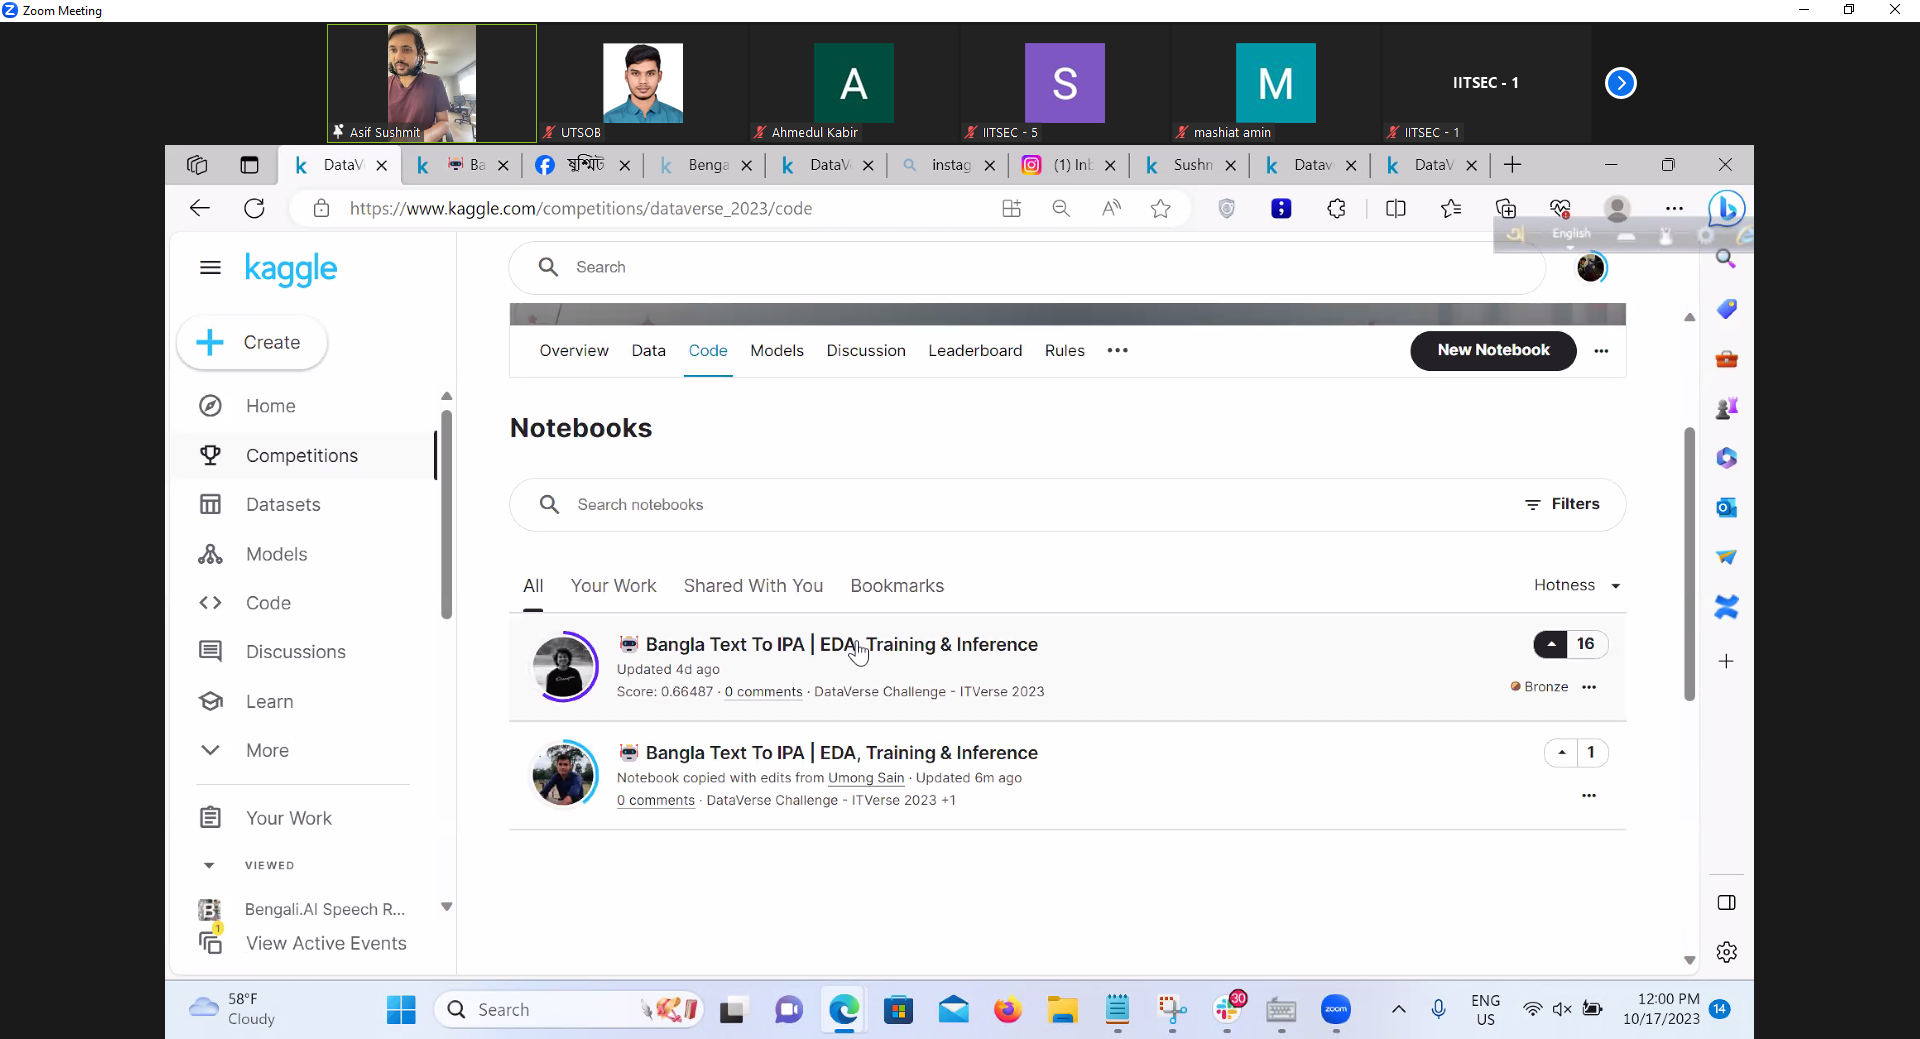 Zoom Meeting
Asif Sushmit
UTSOB
A
Ahmedul Kabir
S
IITSEC - 5
M
mashiat amin
IITSEC - 1
IITSEC - 1
DataV
Ba
Benga
DataV
instag
(1) Inb
Sushn
Datav
DataV
https://www.kaggle.com/competitions/dataverse_2023/code
English
kaggle
Search
Create
Overview
Data
Code
Models
Discussion
Leaderboard
Rules
New Notebook
Home
Competitions
Datasets
Models
Code
Discussions
Learn
More
Your Work
VIEWED
Bengali.AI Speech R...
1
View Active Events
Notebooks
Search notebooks
Filters
All
Your Work
Shared With You
Bookmarks
Hotness
Bangla Text To IPA | EDA, Training & Inference
16
Updated 4d ago
Score: 0.66487 · 0 comments · DataVerse Challenge - ITVerse 2023
Bronze
Bangla Text To IPA | EDA, Training & Inference
1
Notebook copied with edits from Umong Sain · Updated 6m ago
0 comments · DataVerse Challenge - ITVerse 2023 +1
58°F
Cloudy
Search
30
zoom
ENG
US
12:00 PM
10/17/2023
14